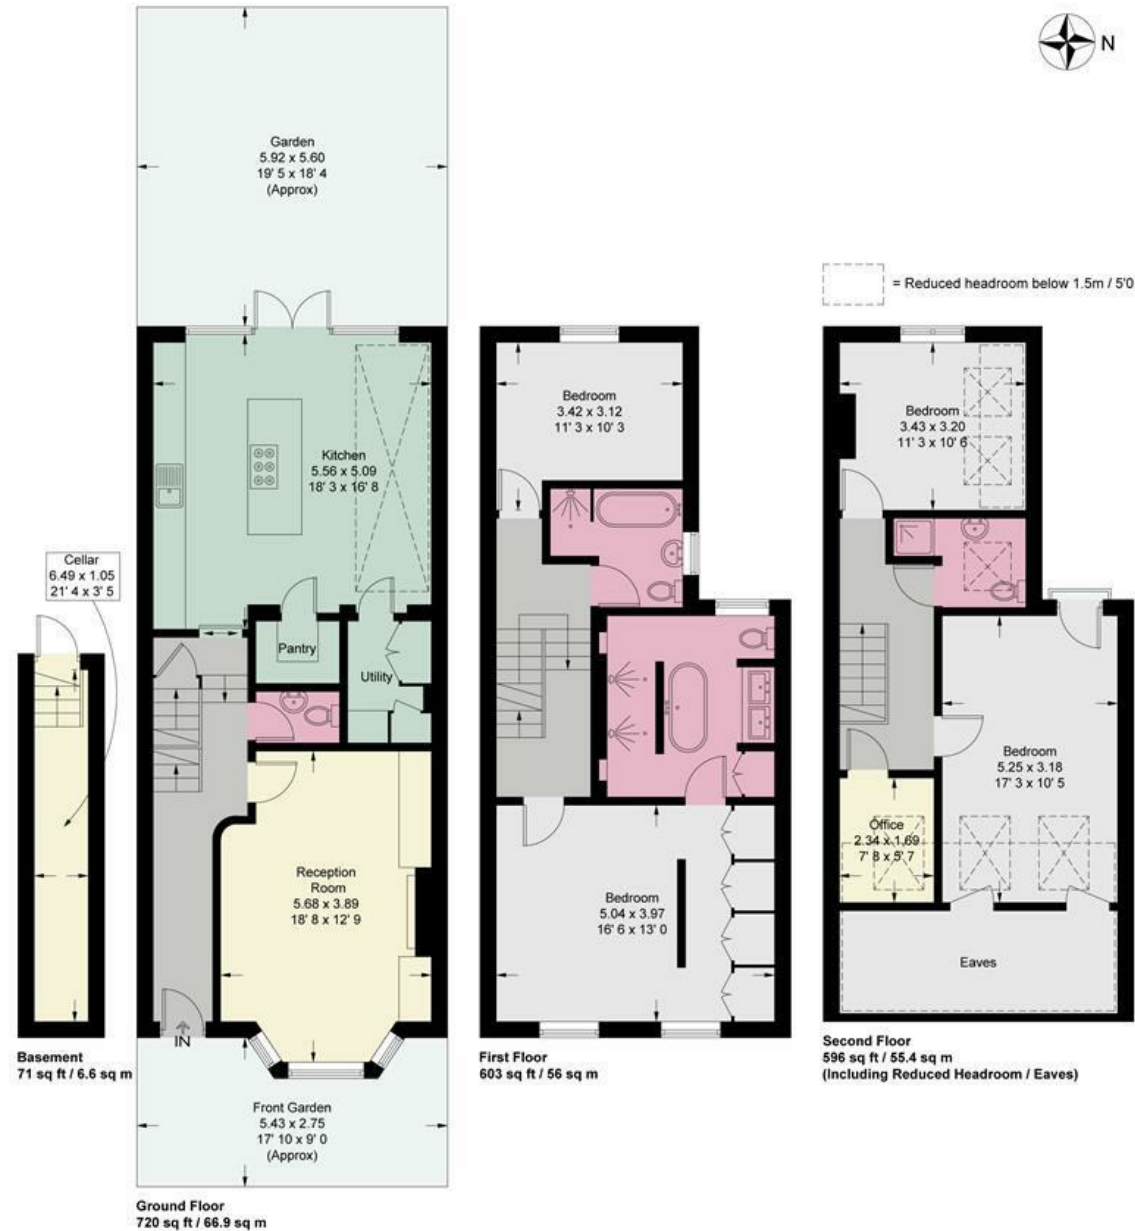 N
Garden
5.92 x 5.60
19' 5 x 18' 4
(Approx)
= Reduced headroom below 1.5m / 5'0
Kitchen
5.56 x 5.09
18' 3 x 16' 8
Pantry
Utility
Cellar
6.49 x 1.05
21' 4 x 3' 5
Reception
Room
5.68 x 3.89
18' 8 x 12' 9
IN
Basement
71 sq ft / 6.6 sq m
Front Garden
5.43 x 2.75
17' 10 x 9' 0
(Approx)
Ground Floor
720 sq ft / 66.9 sq m
Bedroom
3.42 x 3.12
11' 3 x 10' 3
Bedroom
5.04 x 3.97
16' 6 x 13' 0
First Floor
603 sq ft / 56 sq m
Bedroom
3.43 x 3.20
11' 3 x 10' 6
Bedroom
5.25 x 3.18
17' 3 x 10' 5
Office
2.34 x 1.69
7' 8 x 5' 7
Eaves
Second Floor
596 sq ft / 55.4 sq m
(Including Reduced Headroom / Eaves)